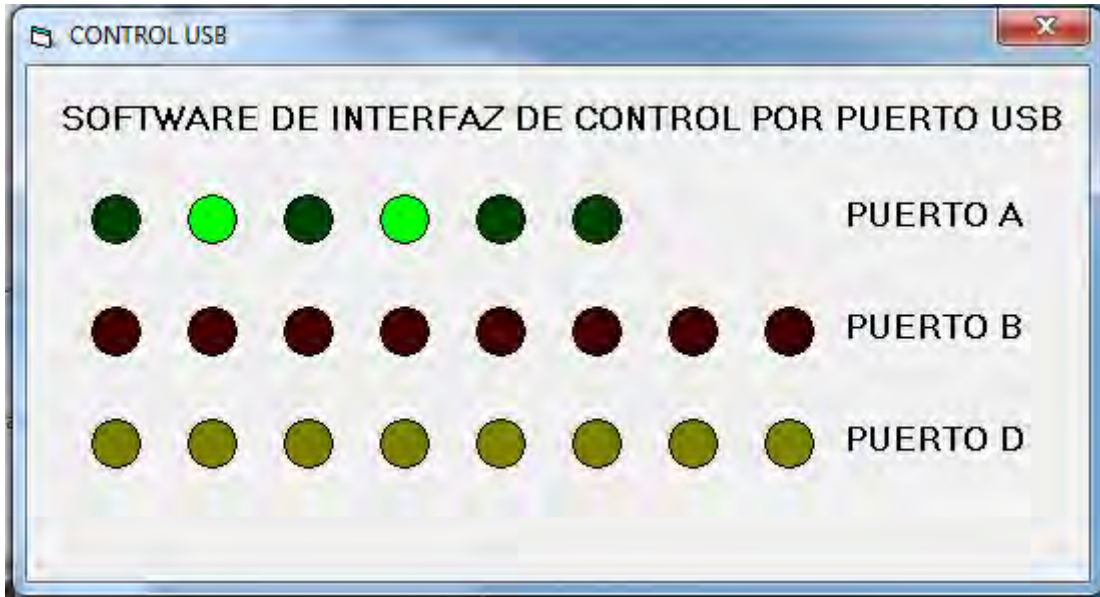 CONTROL USB
SOFTWARE DE INTERFAZ DE CONTROL POR PUERTO USB
PUERTO A
PUERTO B
PUERTO D